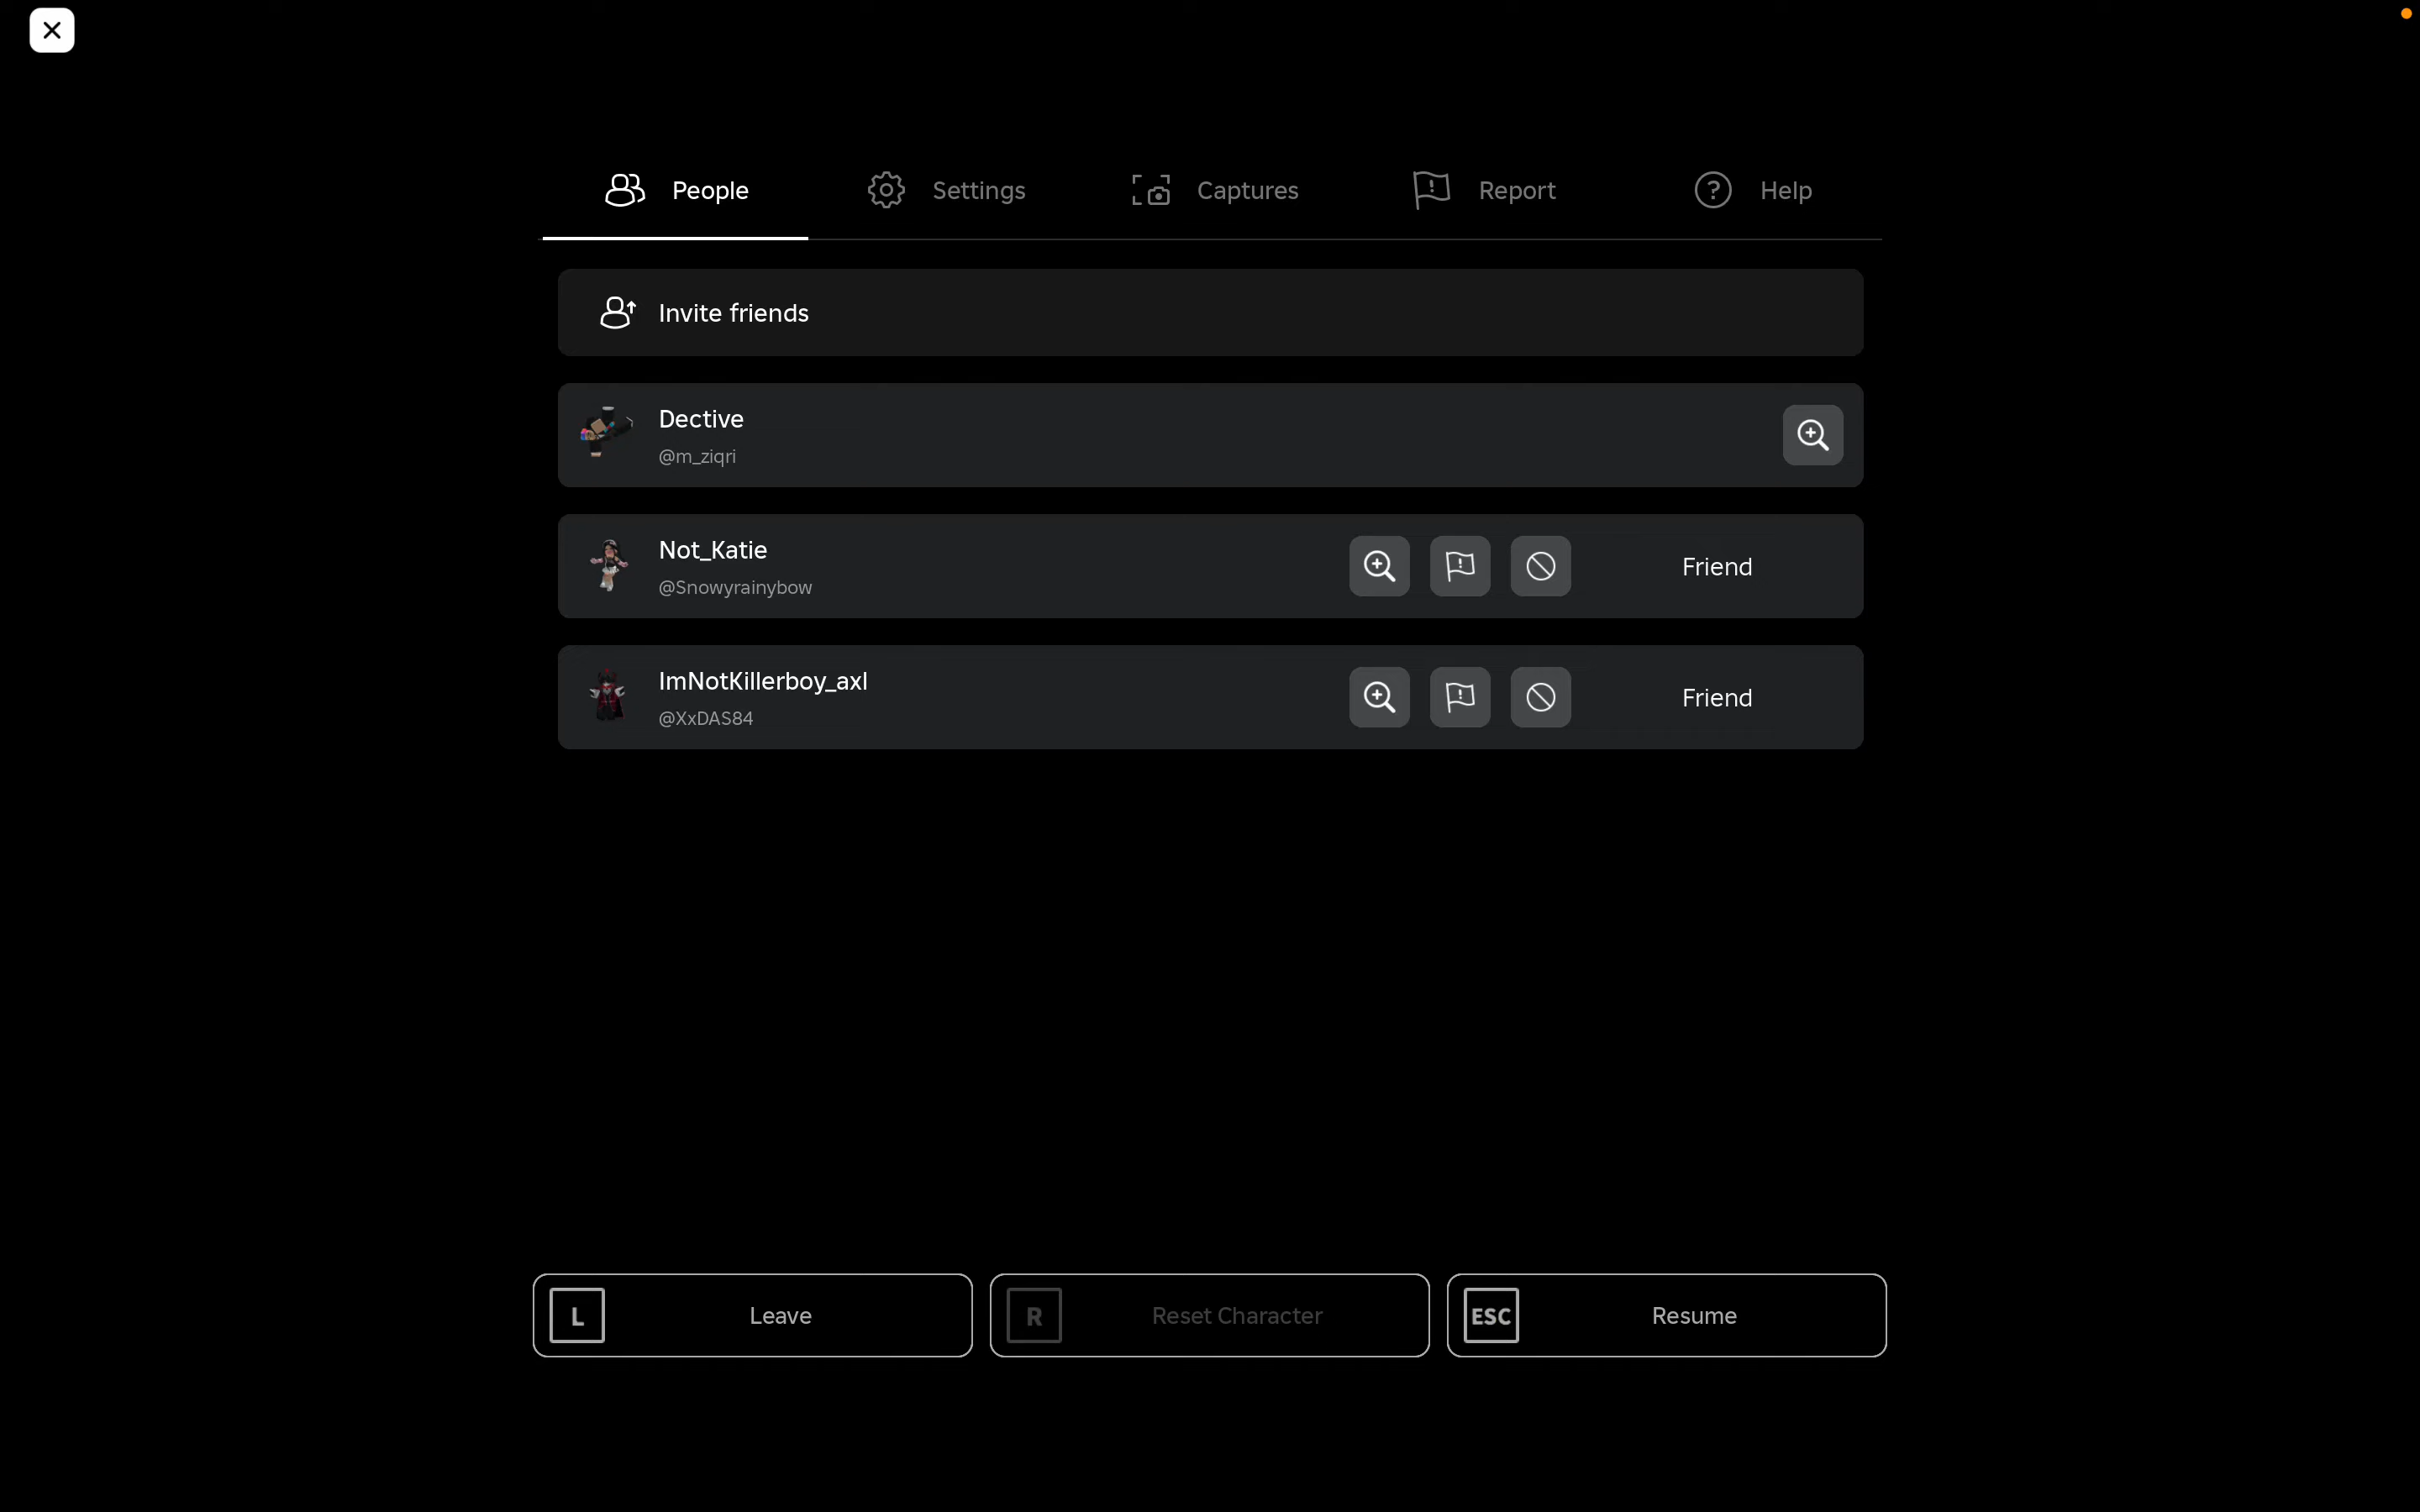 People
Settings
Captures
Report
Help
Invite friends
Dective
@m_ziqri
Not_Katie
@Snowyrainybow
Friend
ImNotKillerboy_axl
@XxDAS84
Friend
L Leave
R Reset Character
ESC Resume